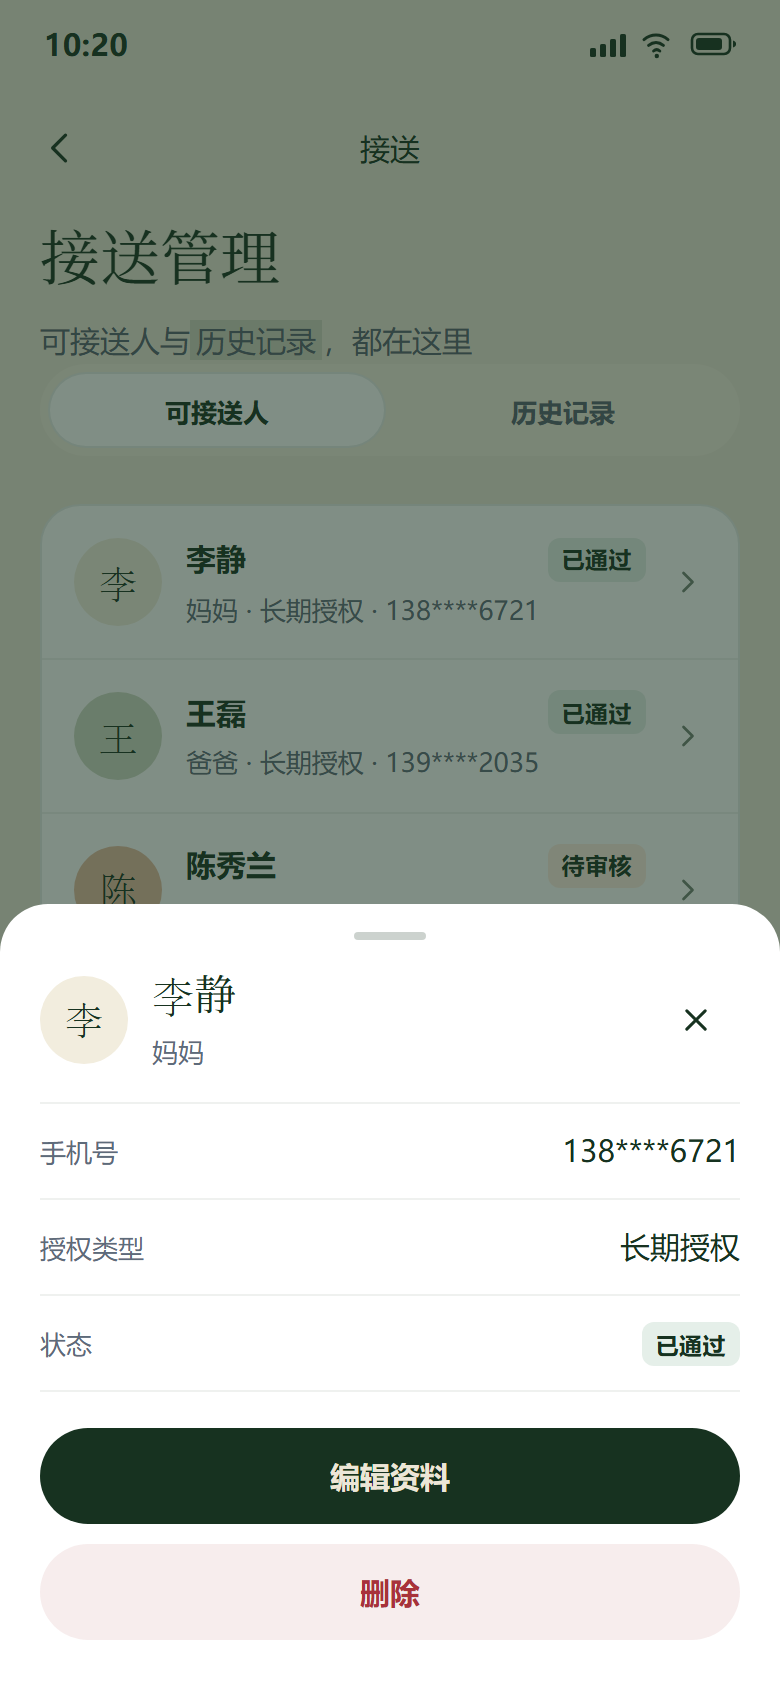 10:20
接送
接送管理
可接送人与 历史记录 ，都在这里
可接送人
历史记录
李
李静
已通过
妈妈 · 长期授权 · 138****6721
王
王磊
已通过
爸爸 · 长期授权 · 139****2035
陈
陈秀兰
待审核
李
李静
妈妈
手机号
138****6721
授权类型
长期授权
状态
已通过
编辑资料
删除